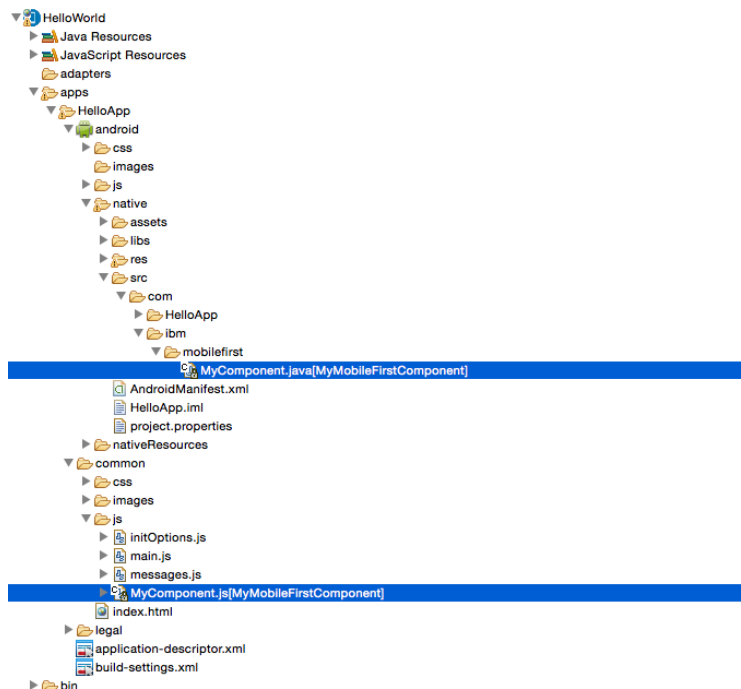 HelloWorld
Java Resources
JavaScript Resources
adapters
apps
HelloApp
android
css
images
js
native
assets
libs
res
src
com
HelloApp
ibm
mobilefirst
MyComponent.java[MyMobileFirstComponent]
AndroidManifest.xml
HelloApp.iml
project.properties
nativeResources
common
css
images
js
initOptions.js
main.js
messages.js
MyComponent.js[MyMobileFirstComponent]
index.html
legal
application-descriptor.xml
build-settings.xml
bin